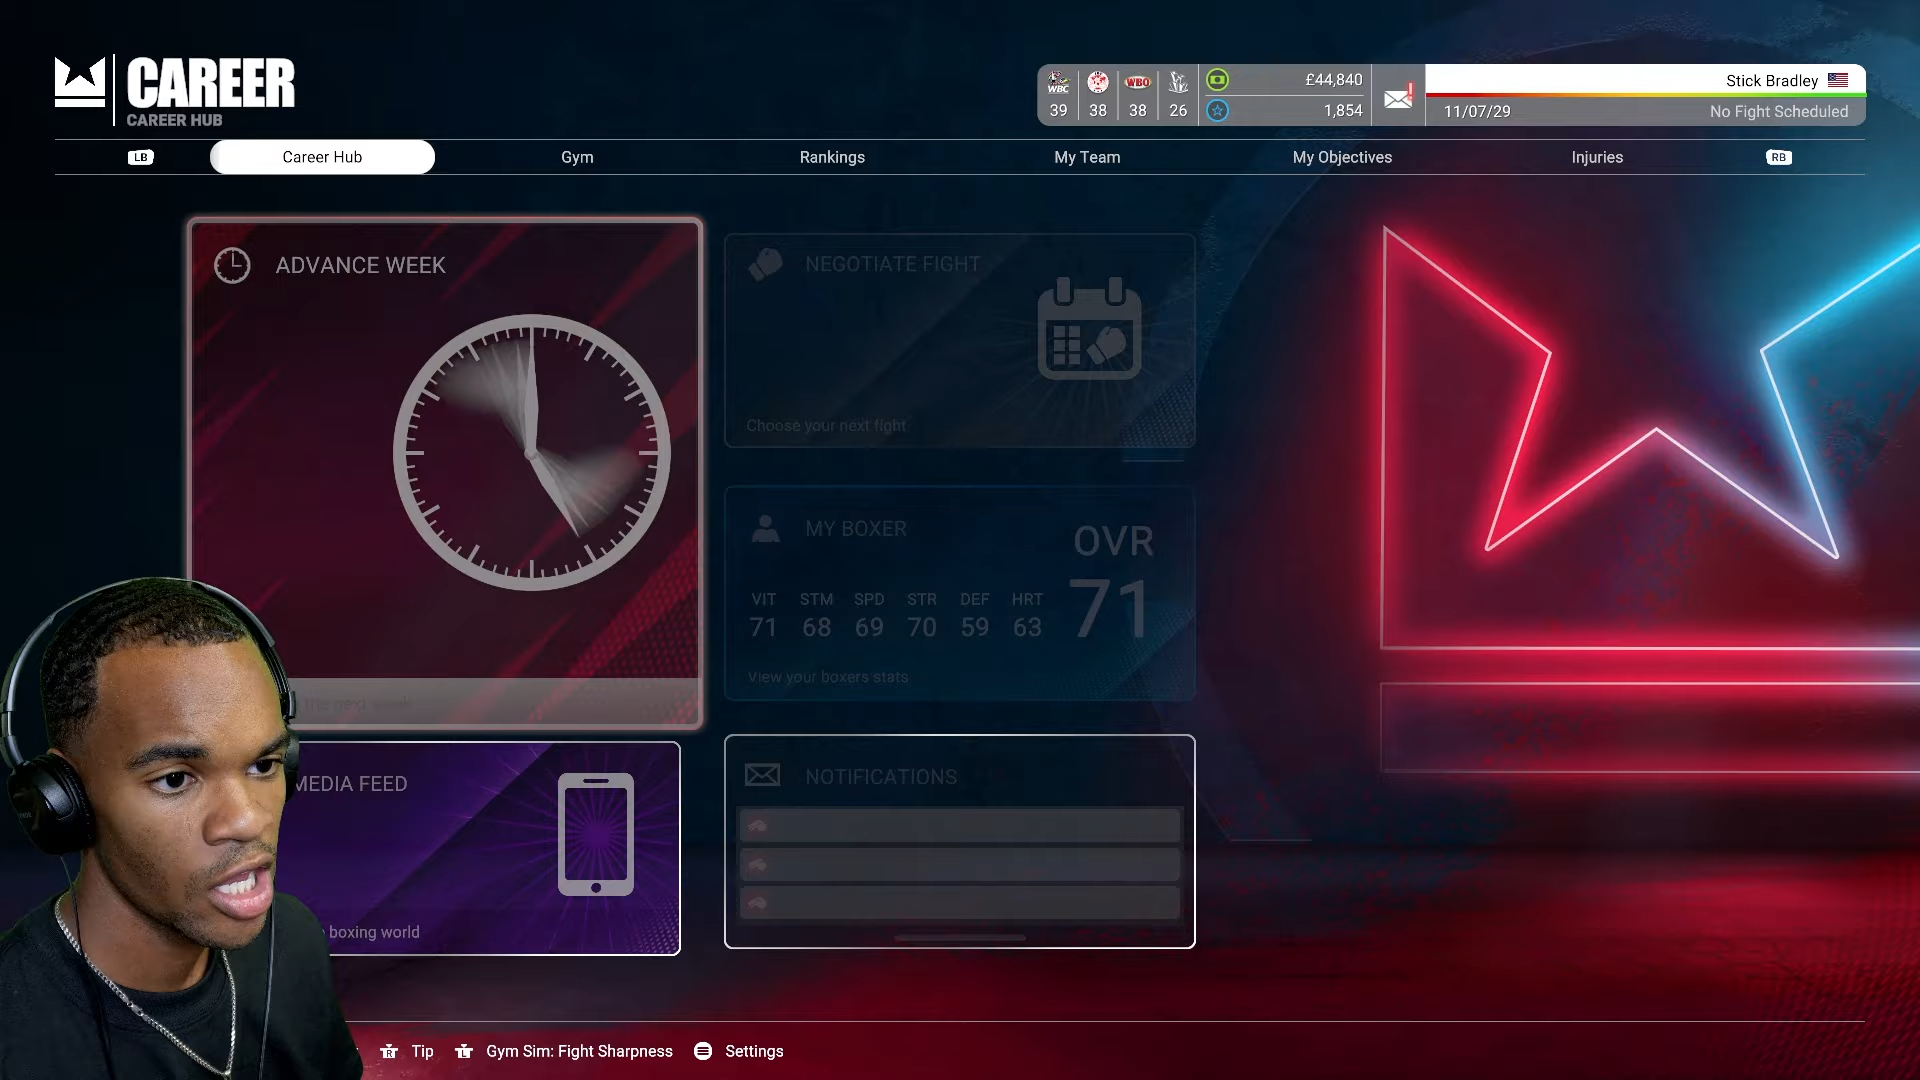 CAREER
CAREER HUB
WBC
WBO
39
38
38
26
£44,840
1,854
Stick Bradley
11/07/29
No Fight Scheduled
LB
Career Hub
Gym
Rankings
My Team
My Objectives
Injuries
RB
ADVANCE WEEK
the next week
NEGOTIATE FIGHT
Choose your next fight
MY BOXER
OVR
71
VIT STM SPD STR DEF HRT
71 68 69 70 59 63
View your boxers stats
MEDIA FEED
boxing world
NOTIFICATIONS
R
Tip
L
Gym Sim: Fight Sharpness
Settings